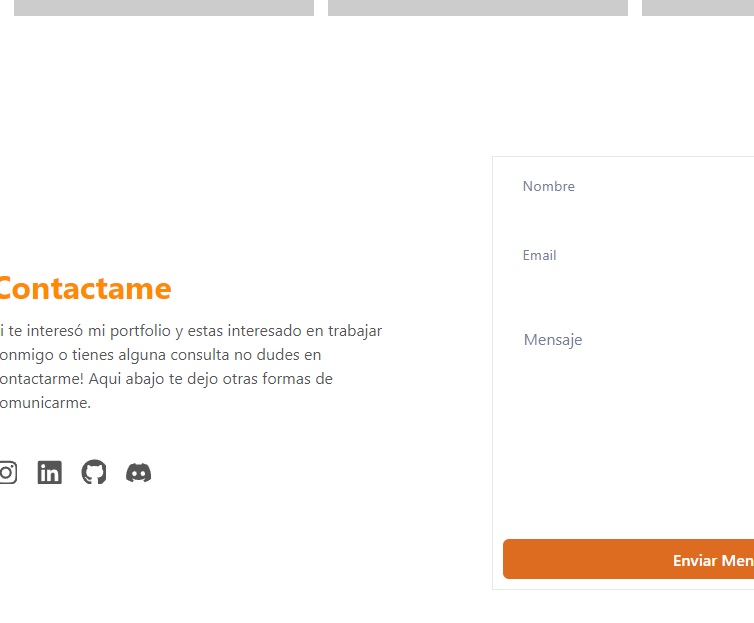 Contactame
i te interesó mi portfolio y estas interesado en trabajar
onmigo o tienes alguna consulta no dudes en
ontactarme! Aqui abajo te dejo otras formas de
omunicarme.
in
Nombre
Email
Mensaje
Enviar Men